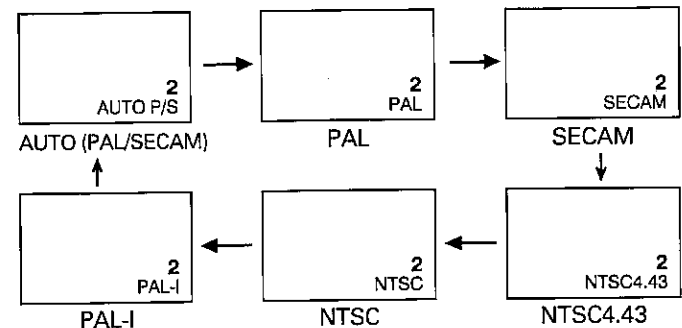 2
AUTO P/S
AUTO (PAL/SECAM)
2
PAL
PAL
2
SECAM
SECAM
2
PAL-I
PAL-I
2
NTSC
NTSC
2
NTSC4.43
NTSC4.43